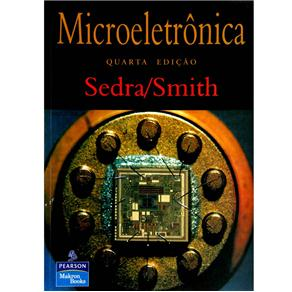 Microeletrônica
QUARTA EDIÇÃO
Sedra/Smith
PEARSON
Makron
Books